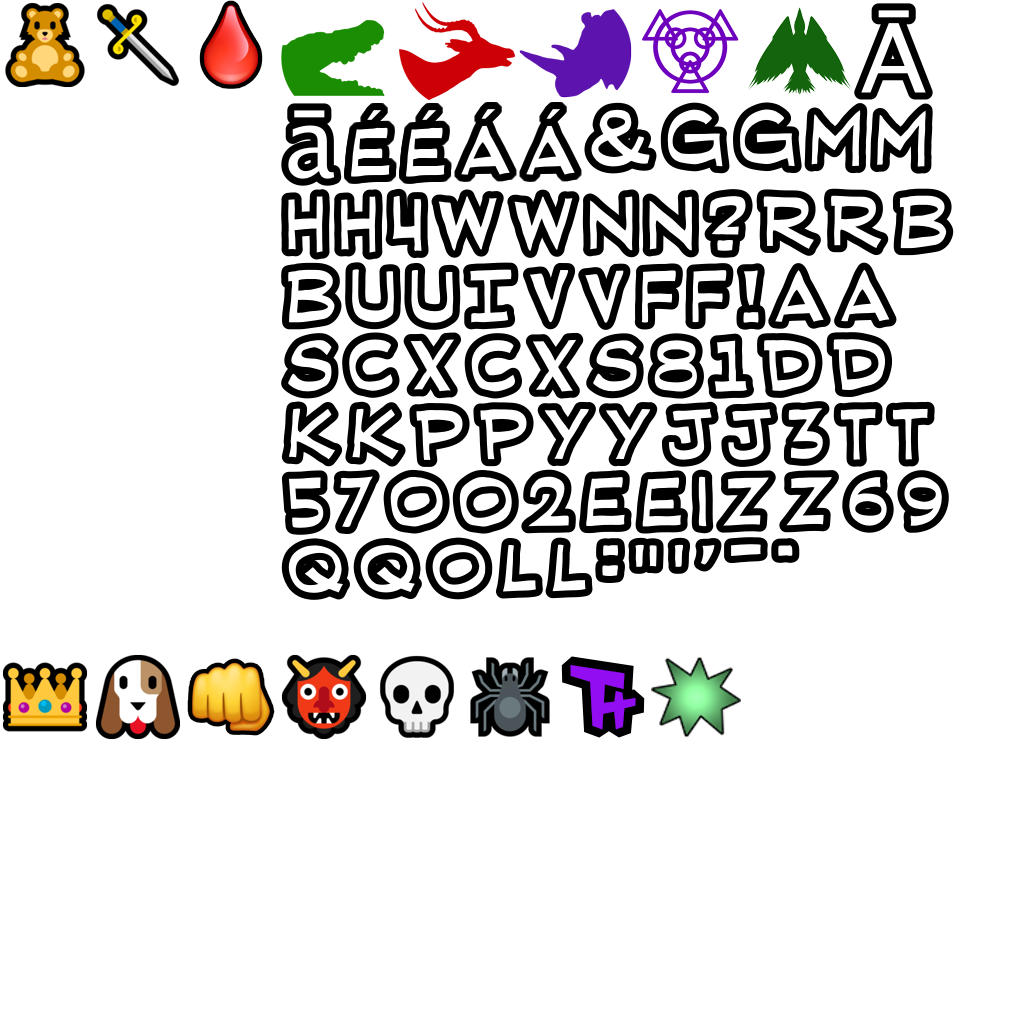 Ā
āÉÉÁÁ&GGMM
HH4WWNN?RRB
BUUIVVFF!AA
SCXCXS81DD
KKPPYYJJ3TT
57OO2EEIZZ69
QQOLL:"'’-.